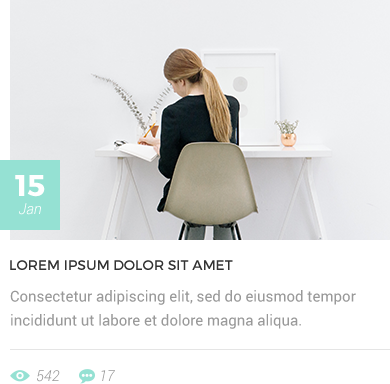 15
Jan
LOREM IPSUM DOLOR SIT AMET
Consectetur adipiscing elit, sed do eiusmod tempor
incididunt ut labore et dolore magna aliqua.
542
17